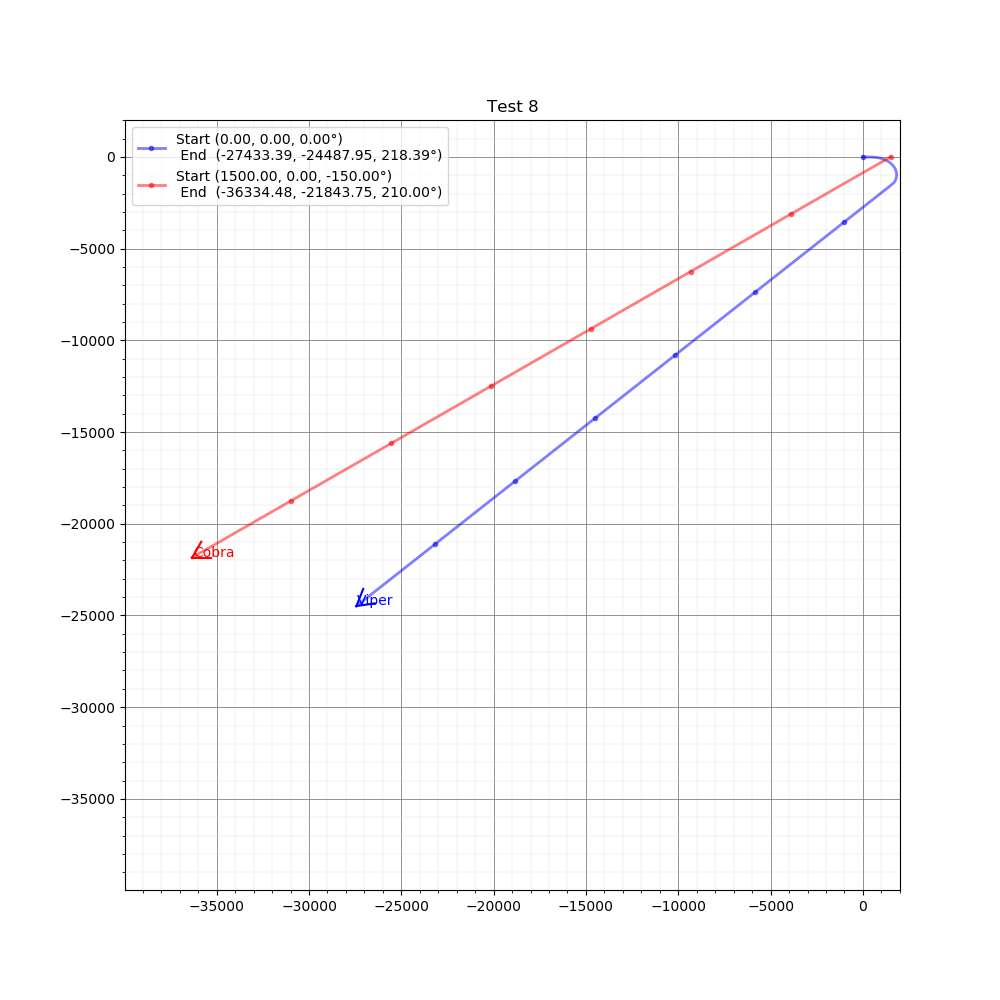 Test 8
Start (0.00, 0.00, 0.00°)
End  (-27433.39, -24487.95, 218.39°)
Start (1500.00, 0.00, -150.00°)
End  (-36334.48, -21843.75, 210.00°)
0
−5000
−10000
−15000
−20000
−25000
−30000
−35000
Cobra
Viper
−35000 −30000 −25000 −20000 −15000 −10000 −5000 0